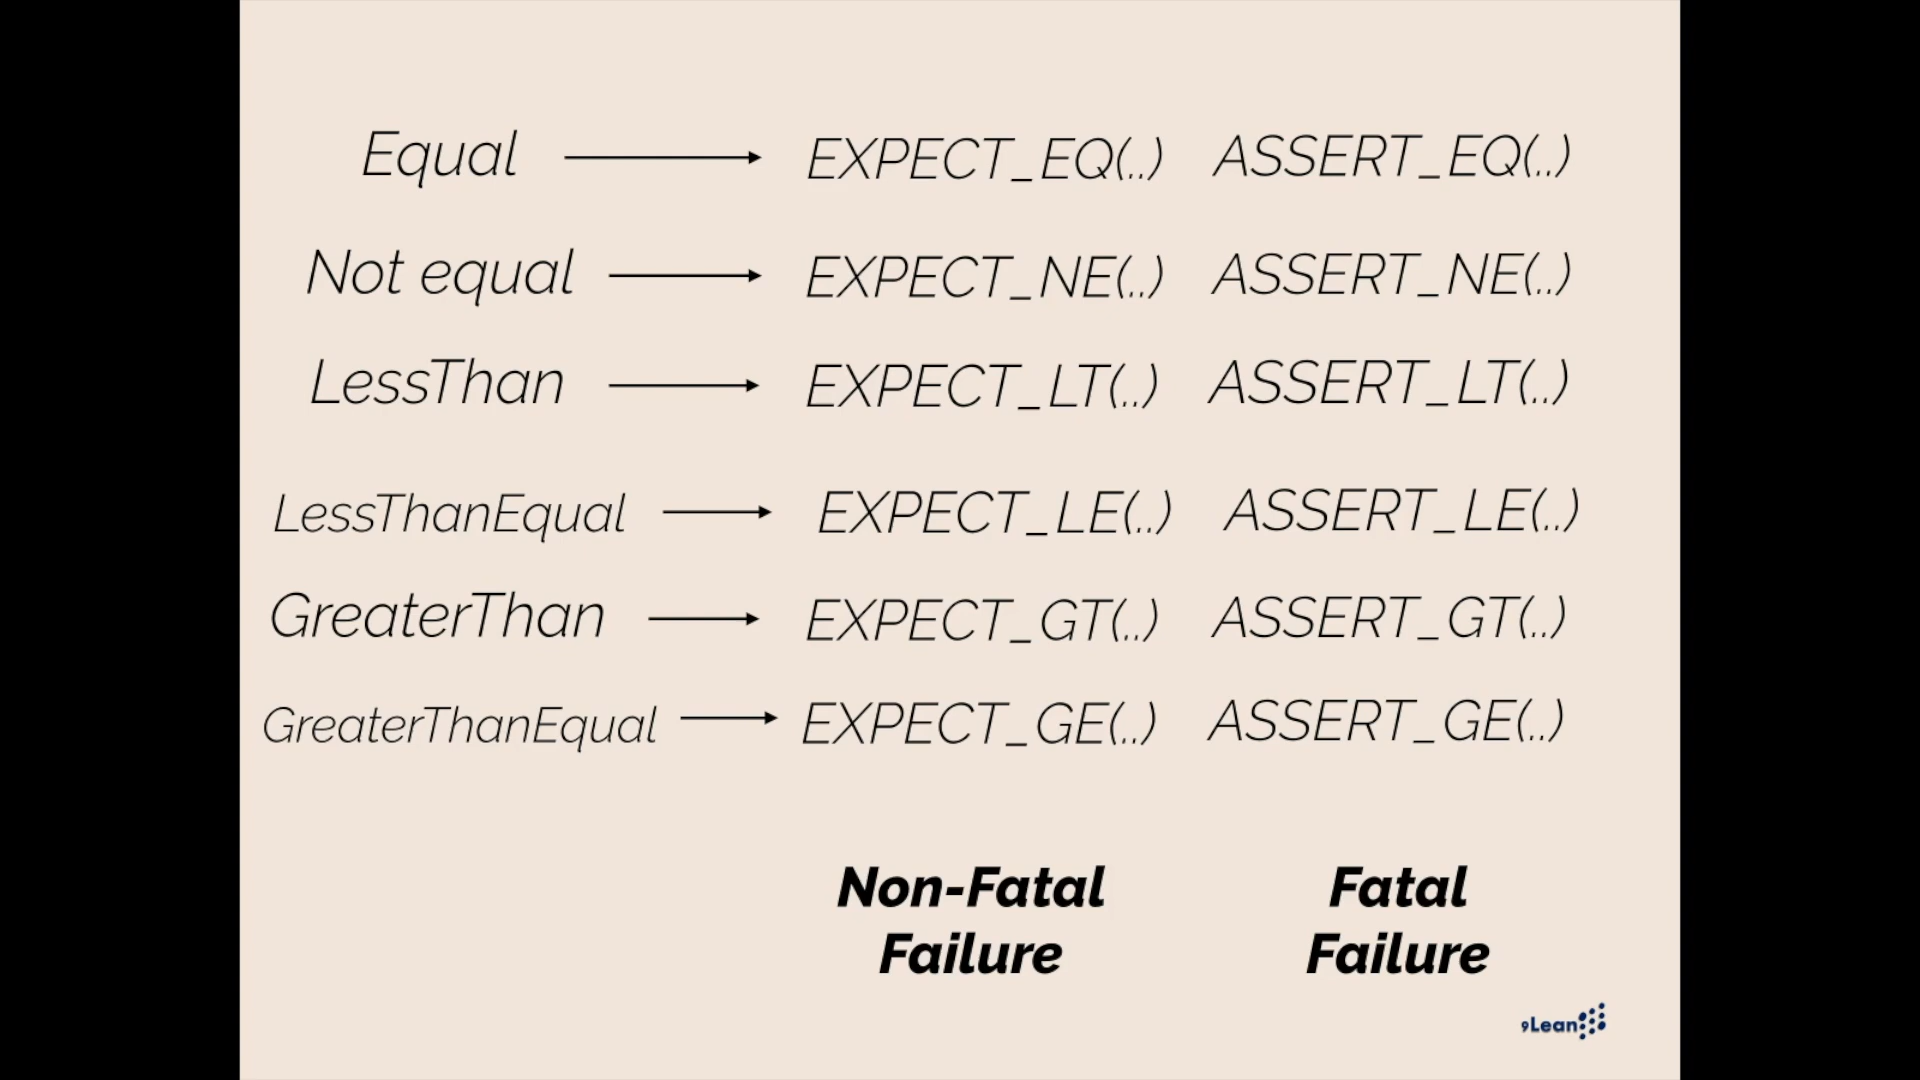 Equal EXPECT_EQ(..) ASSERT_EQ(..)
Not equal EXPECT_NE(..) ASSERT_NE(..)
LessThan EXPECT_LT(..) ASSERT_LT(..)
LessThanEqual EXPECT_LE(..) ASSERT_LE(..)
GreaterThan EXPECT_GT(..) ASSERT_GT(..)
GreaterThanEqual EXPECT_GE(..) ASSERT_GE(..)
Non-Fatal
Failure
Fatal
Failure
9Lean